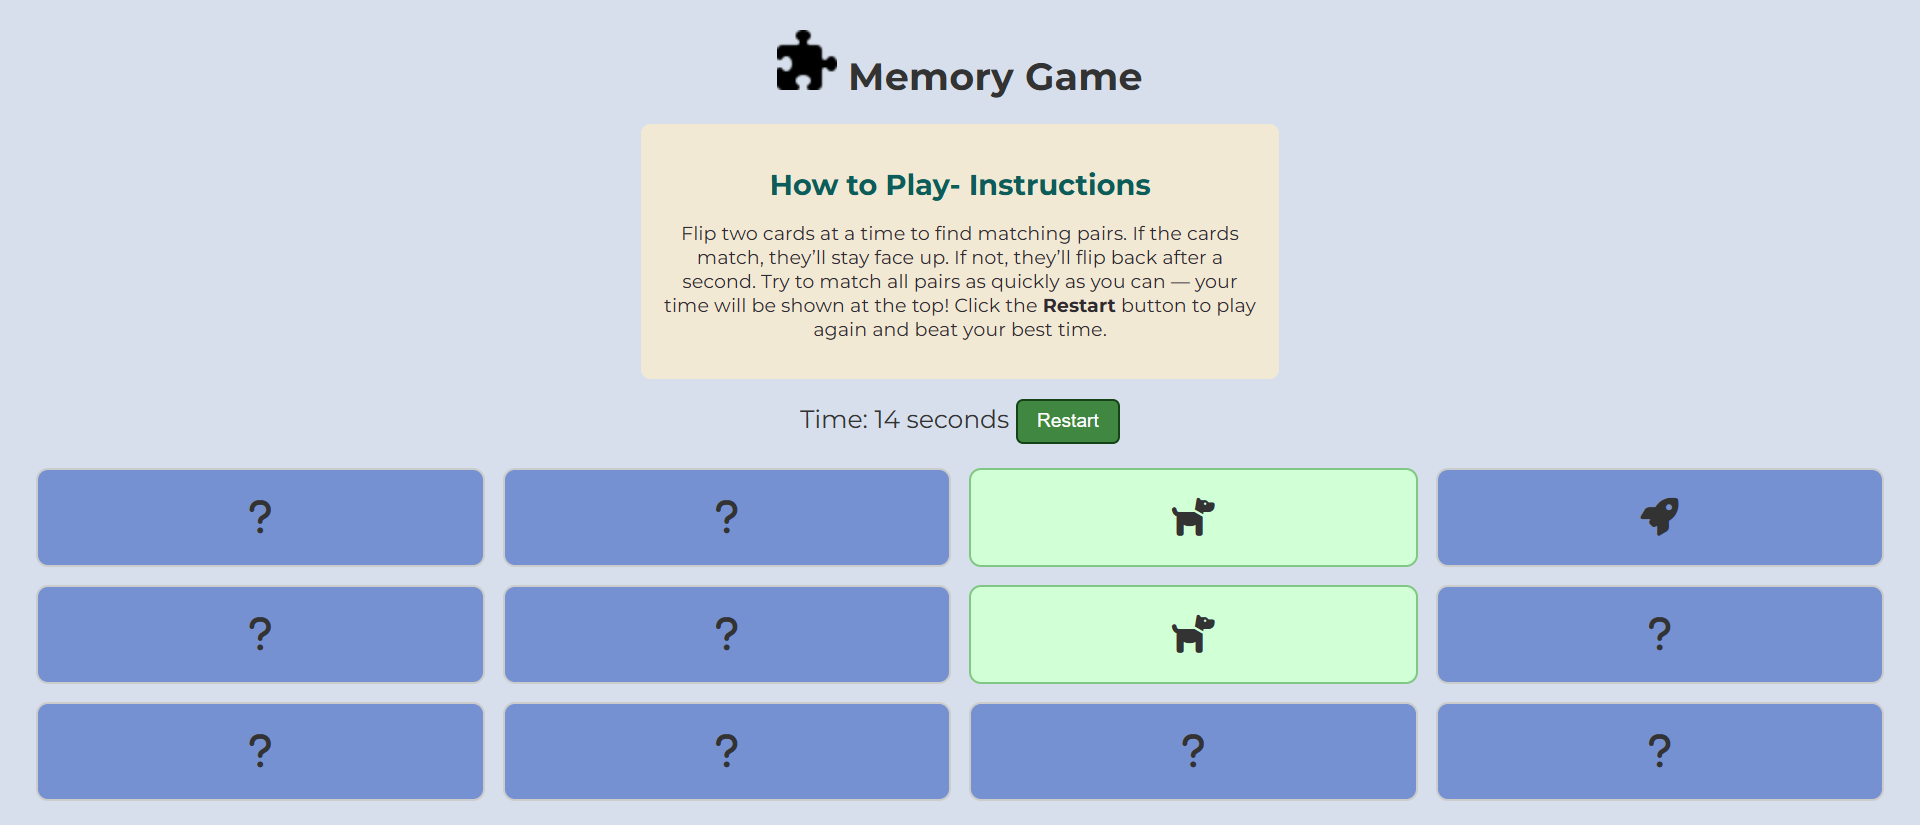 Memory Game
How to Play- Instructions
Flip two cards at a time to find matching pairs. If the cards
match, they’ll stay face up. If not, they’ll flip back after a
second. Try to match all pairs as quickly as you can — your
time will be shown at the top! Click the Restart button to play
again and beat your best time.
Time: 14 seconds Restart
? ?
? ? ?
? ? ? ?